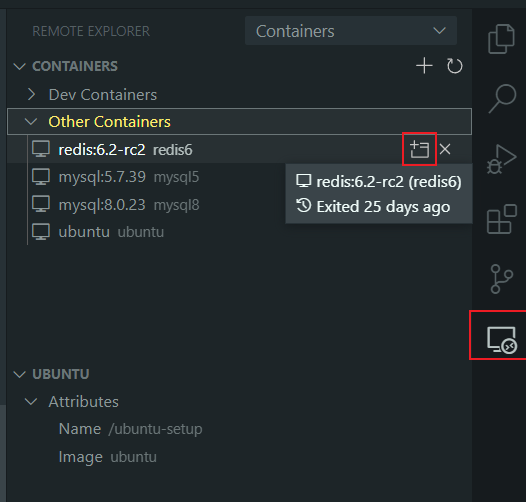 REMOTE EXPLORER
Containers
CONTAINERS
Dev Containers
Other Containers
redis:6.2-rc2 redis6
mysql:5.7.39 mysql5
redis:6.2-rc2 (redis6)
mysql:8.0.23 mysql8
Exited 25 days ago
ubuntu ubuntu
UBUNTU
Attributes
Name /ubuntu-setup
Image ubuntu